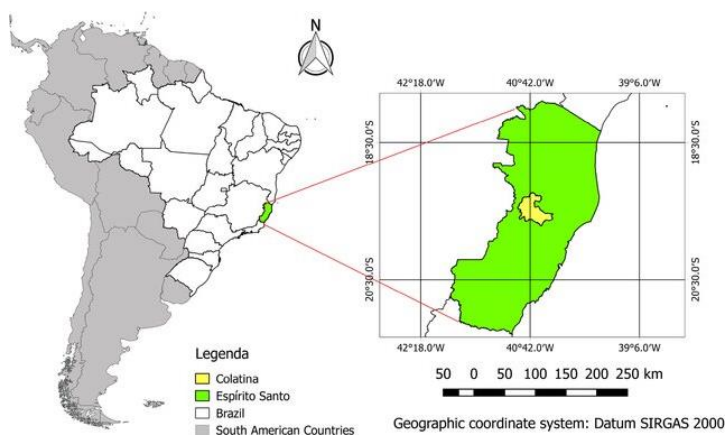 N
42°18.0'W 40°42.0'W 39°6.0'W
18°30.0'S 18°30.0'S
20°30.0'S 20°30.0'S
42°18.0'W 40°42.0'W 39°6.0'W
Legenda
Colatina
Espírito Santo
Brazil
South American Countries
50 0 50 100 150 200 250 km
Geographic coordinate system: Datum SIRGAS 2000